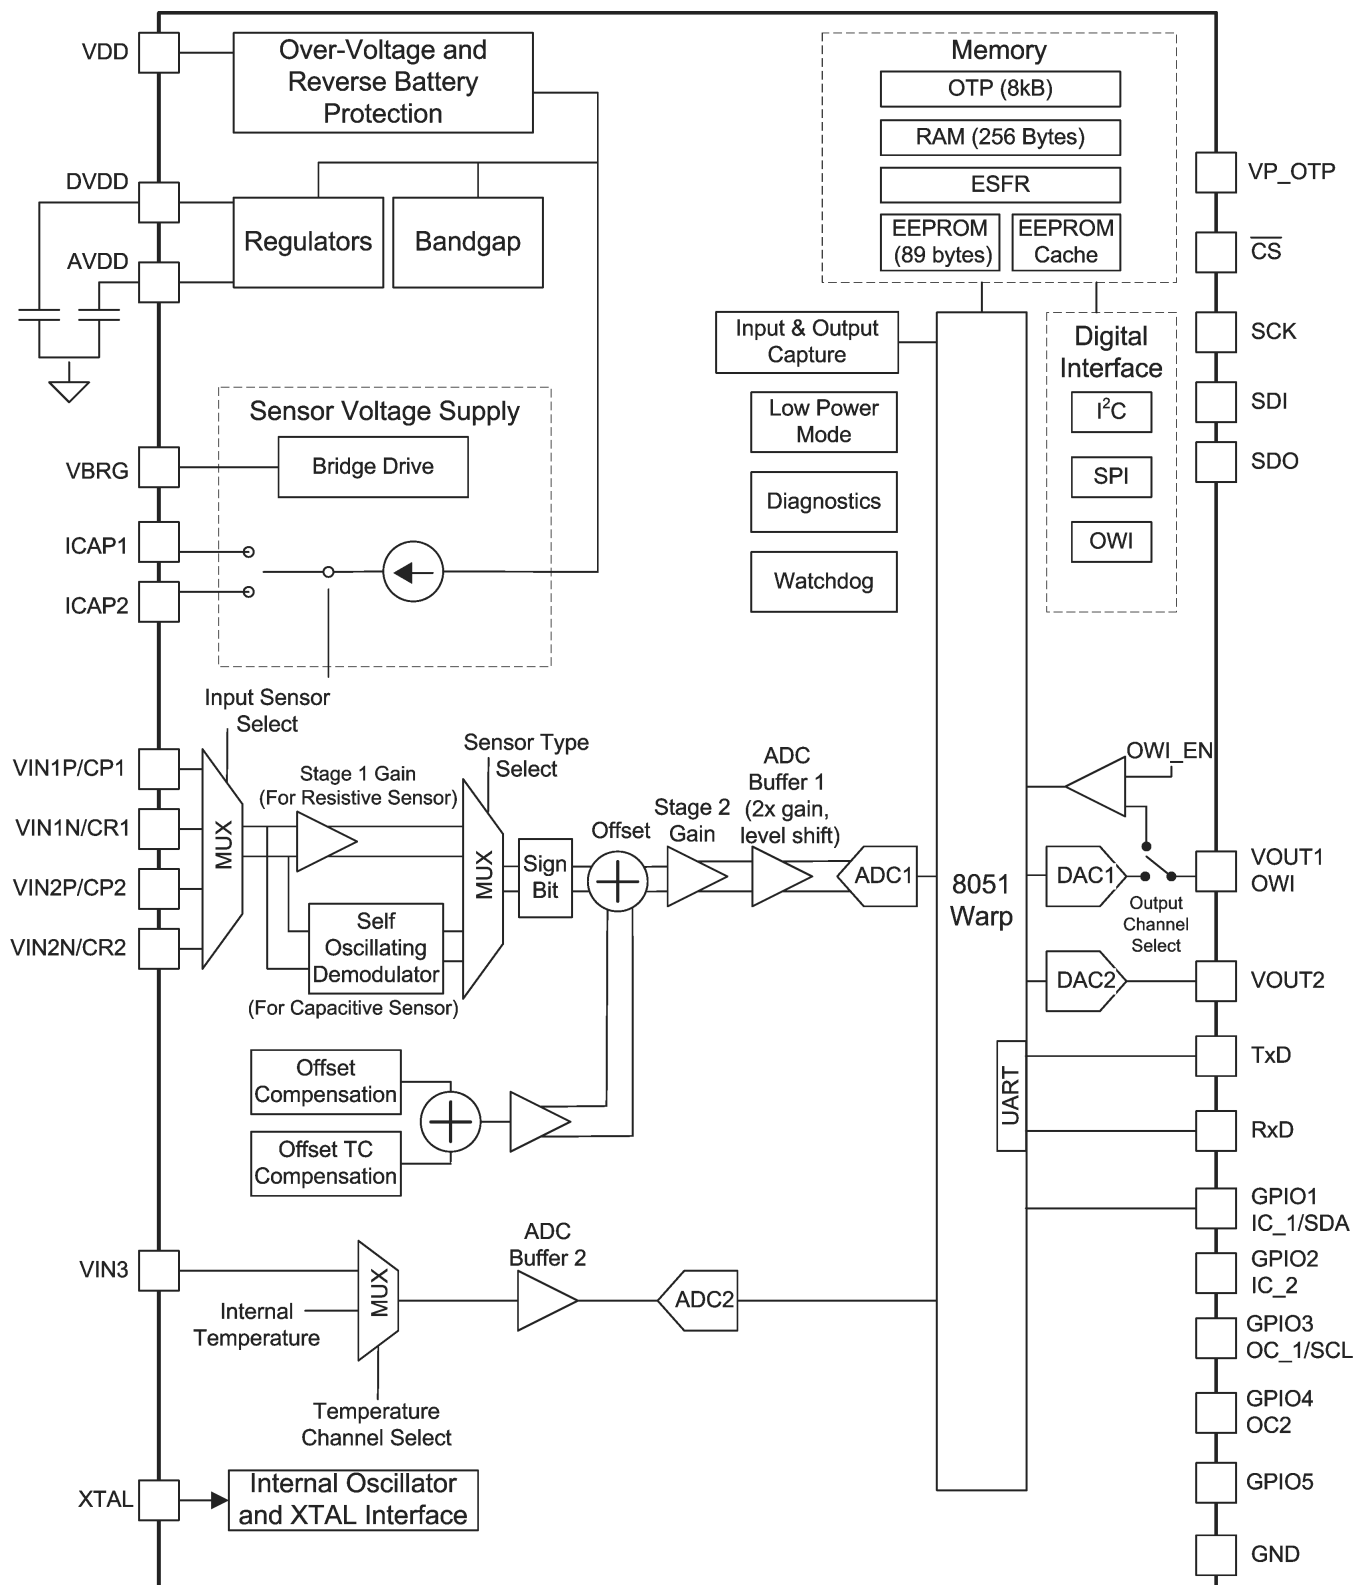 VDD
Over-Voltage and
Reverse Battery
Protection
DVDD
AVDD
Regulators
Bandgap
Memory
OTP (8kB)
RAM (256 Bytes)
ESFR
EEPROM
(89 bytes)
EEPROM
Cache
VP_OTP
CS
SCK
SDI
SDO
Input & Output
Capture
Low Power
Mode
Diagnostics
Watchdog
Digital
Interface
I²C
SPI
OWI
Sensor Voltage Supply
Bridge Drive
VBRG
ICAP1
ICAP2
Input Sensor
Select
VIN1P/CP1
VIN1N/CR1
VIN2P/CP2
VIN2N/CR2
MUX
Stage 1 Gain
(For Resistive Sensor)
Self
Oscillating
Demodulator
(For Capacitive Sensor)
Sensor Type
Select
MUX
Sign
Bit
Offset
Stage 2
Gain
ADC
Buffer 1
(2x gain,
level shift)
ADC1
8051
Warp
OWI_EN
DAC1
Output
Channel
Select
VOUT1
OWI
DAC2
VOUT2
UART
TxD
RxD
Offset
Compensation
Offset TC
Compensation
GPIO1
IC_1/SDA
GPIO2
IC_2
GPIO3
OC_1/SCL
GPIO4
OC2
GPIO5
GND
VIN3
Internal
Temperature
MUX
Temperature
Channel Select
ADC
Buffer 2
ADC2
XTAL
Internal Oscillator
and XTAL Interface